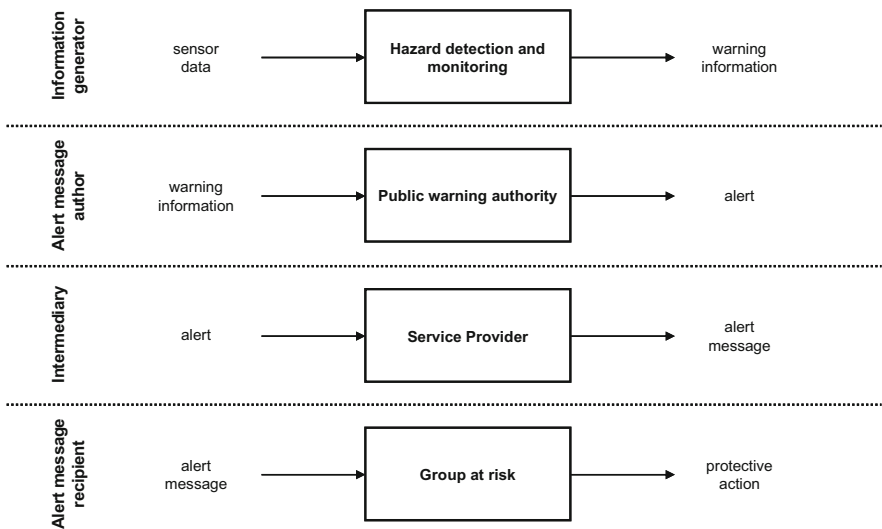 Information
generator
sensor
data
Hazard detection and
monitoring
warning
information
Alert message
author
warning
information
Public warning authority
alert
Intermediary
alert
Service Provider
alert
message
Alert message
recipient
alert
message
Group at risk
protective
action